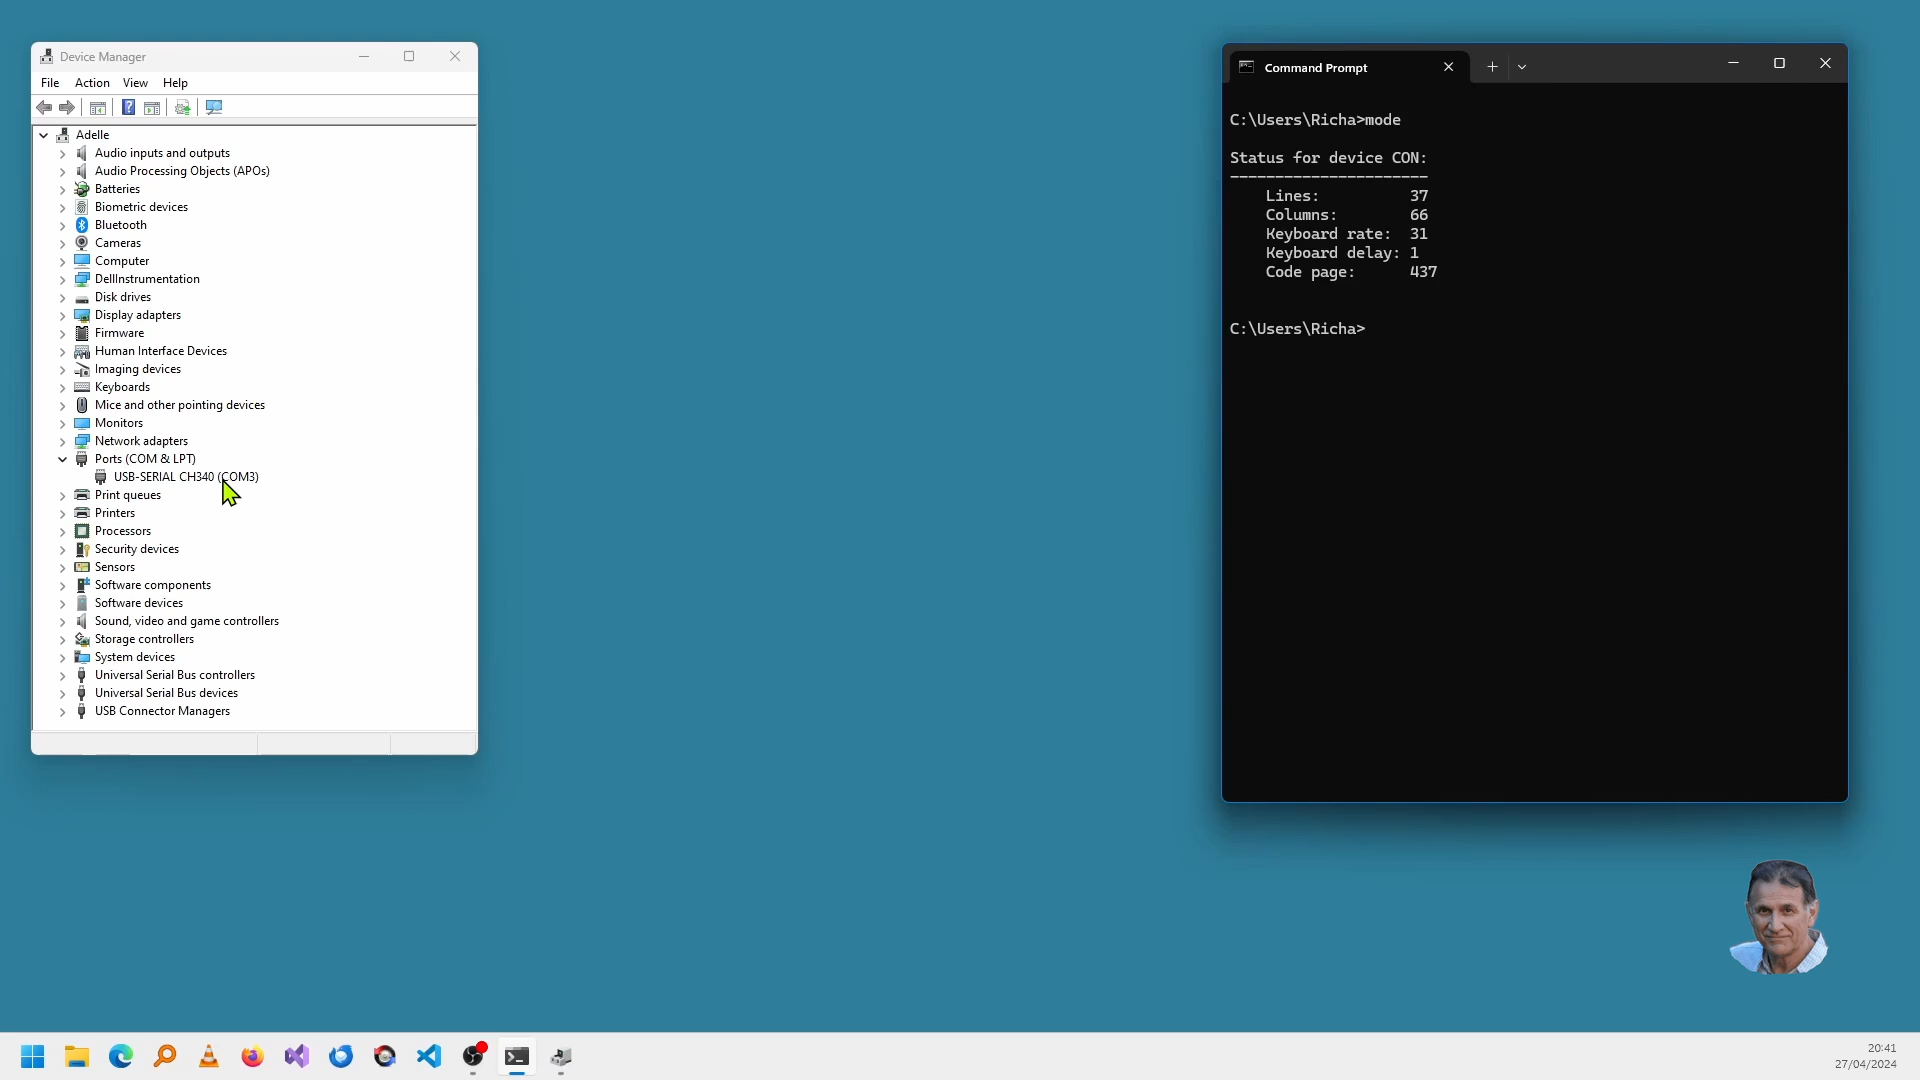 Device Manager
File Action View Help
Adelle
Audio inputs and outputs
Audio Processing Objects (APOs)
Batteries
Biometric devices
Bluetooth
Cameras
Computer
DellInstrumentation
Disk drives
Display adapters
Firmware
Human Interface Devices
Imaging devices
Keyboards
Mice and other pointing devices
Monitors
Network adapters
Ports (COM & LPT)
USB-SERIAL CH340 (COM3)
Print queues
Printers
Processors
Security devices
Sensors
Software components
Software devices
Sound, video and game controllers
Storage controllers
System devices
Universal Serial Bus controllers
Universal Serial Bus devices
USB Connector Managers
Command Prompt
C:\Users\Richa>mode
Status for device CON:
----------------------
Lines: 37
Columns: 66
Keyboard rate: 31
Keyboard delay: 1
Code page: 437
C:\Users\Richa>
20:41
27/04/2024